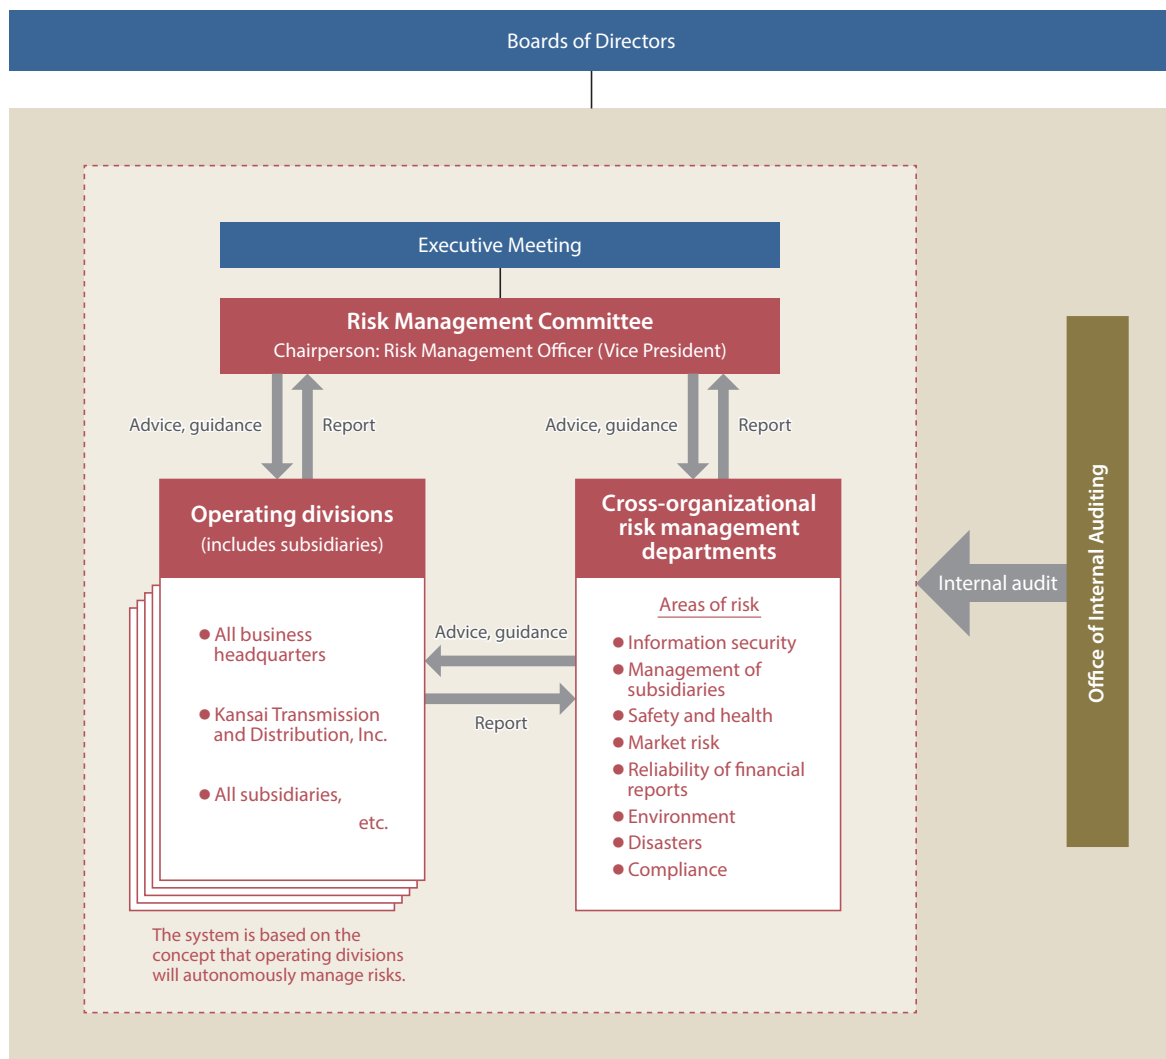 Boards of Directors
Executive Meeting
Risk Management Committee
Chairperson: Risk Management Officer (Vice President)
Advice, guidance
Report
Advice, guidance
Report
Operating divisions
(includes subsidiaries)
● All business
headquarters
● Kansai Transmission
and Distribution, Inc.
● All subsidiaries,
etc.
The system is based on the
concept that operating divisions
will autonomously manage risks.
Advice, guidance
Report
Cross-organizational
risk management
departments
Areas of risk
● Information security
● Management of
subsidiaries
● Safety and health
● Market risk
● Reliability of financial
reports
● Environment
● Disasters
● Compliance
Internal audit
Office of Internal Auditing